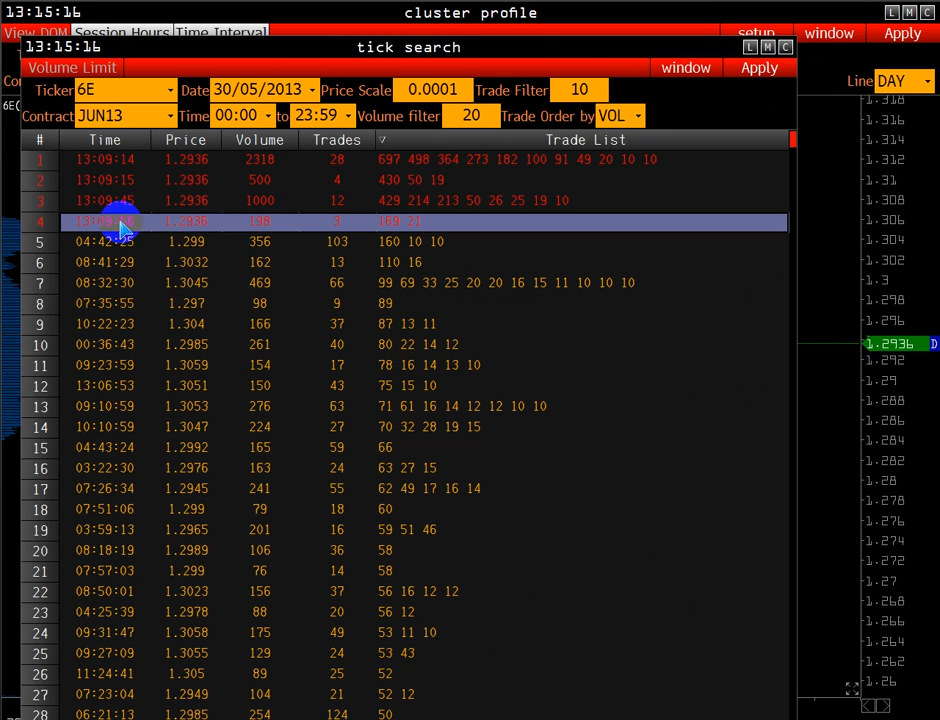 13:15:16 cluster profile L M C
View DOM Session Hours Time Interval setup window Apply
13:15:16 tick search L M C
Volume Limit window Apply
Ticker 6E Date 30/05/2013 Price Scale 0.0001 Trade Filter 10
Line DAY
Contract JUN13 Time 00:00 to 23:59 Volume filter 20 Trade Order by VOL
# Time Price Volume Trades Trade List
1 13:09:14 1.2936 2318 28 697 498 364 273 182 100 91 49 20 10 10
2 13:09:15 1.2936 500 4 430 50 19
3 13:09:45 1.2936 1000 12 429 214 213 50 26 25 19 10
4 1.2936 198 3 169 21
5 04:42:25 1.299 356 103 160 10 10
6 08:41:29 1.3032 162 13 110 16
7 08:32:30 1.3045 469 66 99 69 33 25 20 20 16 15 11 10 10 10
8 07:35:55 1.297 98 9 89
9 10:22:23 1.304 166 37 87 13 11
10 00:36:43 1.2985 261 40 80 22 14 12
11 09:23:59 1.3059 154 17 78 16 14 13 10
12 13:06:53 1.3051 150 43 75 15 10
13 09:10:59 1.3053 276 63 71 61 16 14 12 12 10 10
14 10:10:59 1.3047 224 27 70 32 28 19 15
15 04:43:24 1.2992 165 59 66
16 03:22:30 1.2976 163 24 63 27 15
17 07:26:34 1.2945 241 55 62 49 17 16 14
18 07:51:06 1.299 79 18 60
19 03:59:13 1.2965 201 16 59 51 46
20 08:18:19 1.2989 106 36 58
21 07:57:03 1.299 76 14 58
22 08:50:01 1.3023 156 37 56 16 12 12
23 04:25:39 1.2978 88 20 56 12
24 09:31:47 1.3058 175 49 53 11 10
25 09:27:09 1.3055 129 24 53 43
26 11:24:41 1.305 89 25 52
27 07:23:04 1.2949 104 21 52 12
28 06:21:13 1.2985 254 124 50
1.318
1.316
1.314
1.312
1.31
1.308
1.306
1.304
1.302
1.3
1.298
1.296
1.2936 D
1.292
1.29
1.288
1.286
1.284
1.282
1.28
1.278
1.276
1.274
1.272
1.27
1.268
1.266
1.264
1.262
1.26